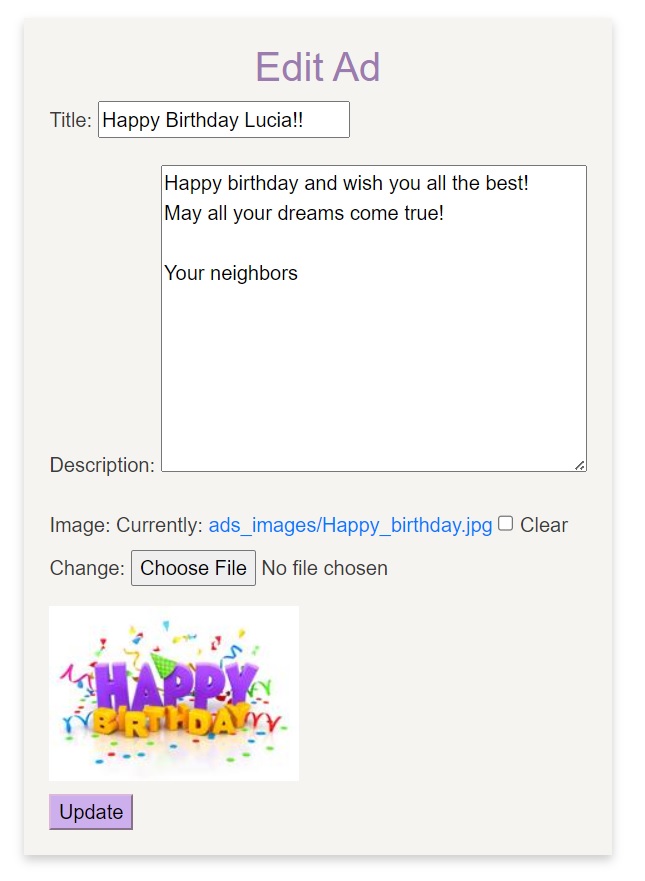 Edit Ad
Title: Happy Birthday Lucia!!
Happy birthday and wish you all the best!
May all your dreams come true!
Your neighbors
Description:
Image: Currently: ads_images/Happy_birthday.jpg Clear
Change: Choose File No file chosen
HAPPY
BIRTHDAY
Update